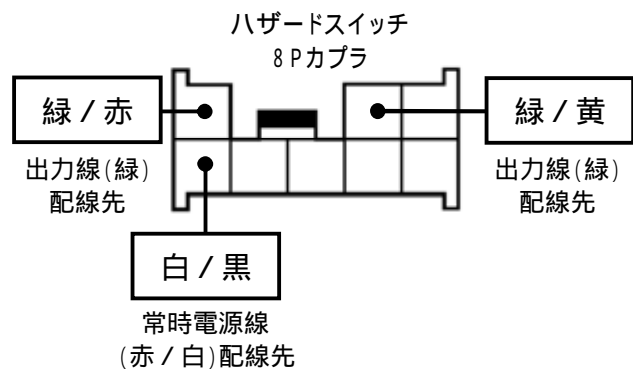 ハザードスイッチ
8Pカプラ
緑/赤
緑/黄
出力線(緑)
配線先
出力線(緑)
配線先
白/黒
常時電源線
(赤/白)配線先